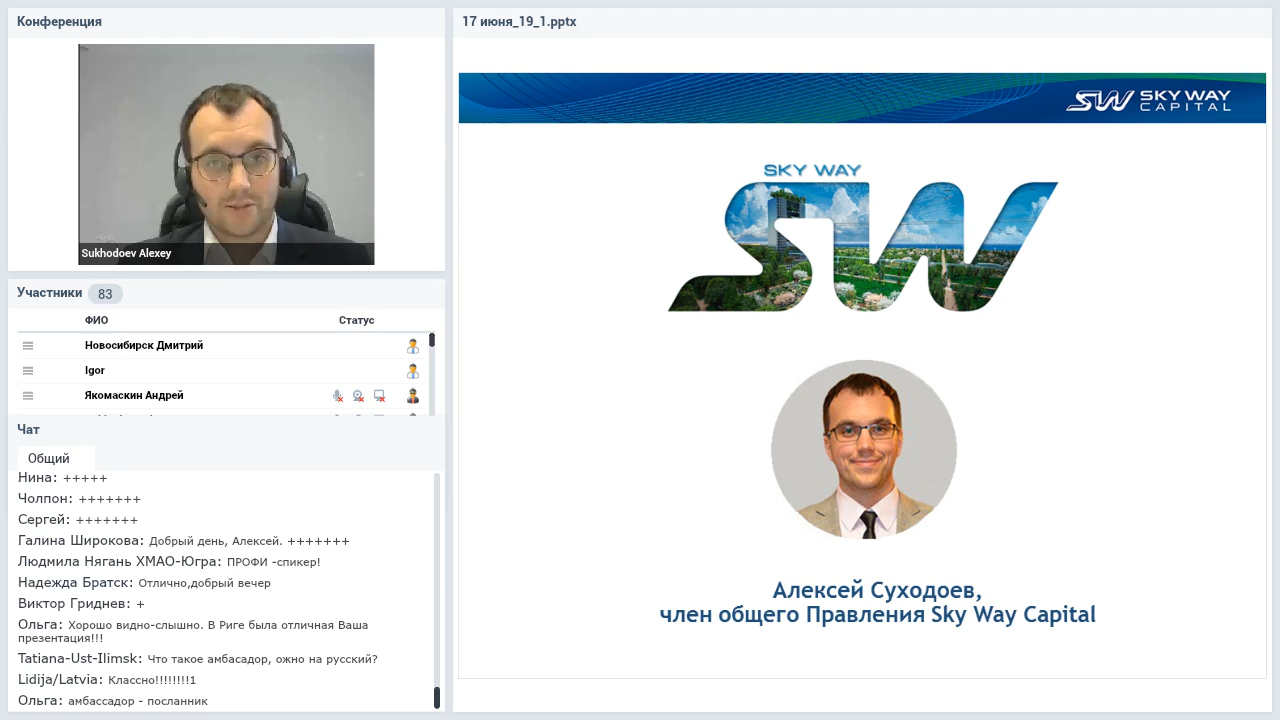 Конференция
Sukhodoev Alexey
Участники 83
ФИО Статус
Новосибирск Дмитрий
Igor
Якомаскин Андрей
Чат
Общий
Нина: +++++
Чолпон: +++++++
Сергей: +++++++
Галина Широкова: Добрый день, Алексей. +++++++
Людмила Нягань ХМАО-Югра: ПРОФИ -спикер!
Надежда Братск: Отлично,добрый вечер
Виктор Гриднев: +
Ольга: Хорошо видно-слышно. В Риге была отличная Ваша
презентация!!!
Tatiana-Ust-Ilimsk: Что такое амбасадор, ожно на русский?
Lidija/Latvia: Классно!!!!!!!!1
Ольга: амбассадор - посланник
17 июня_19_1.pptx
SW SKY WAY
CAPITAL
SKY WAY
SW
Алексей Суходоев,
член общего Правления Sky Way Capital